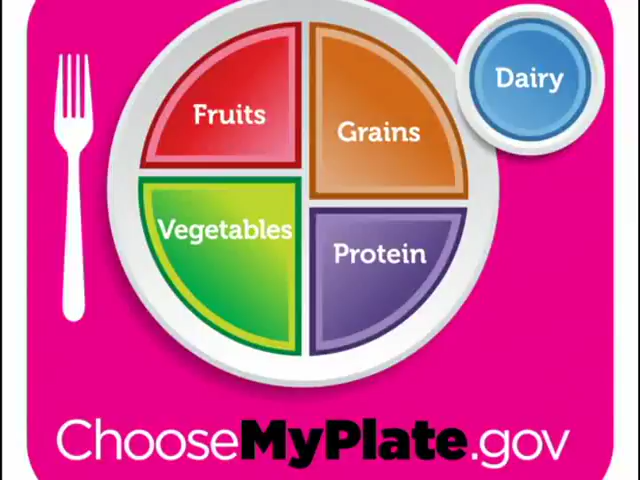 Fruits
Grains
Dairy
Vegetables
Protein
ChooseMyPlate.gov